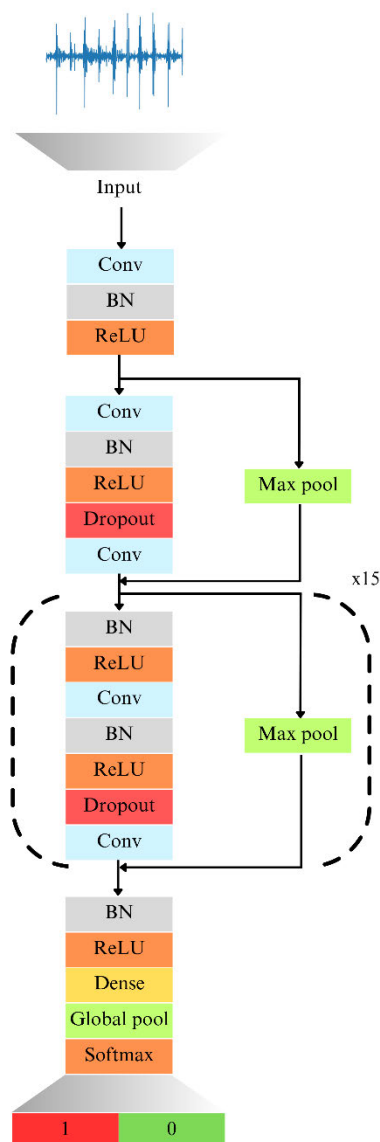 Input
Conv
BN
ReLU
Conv
BN
ReLU
Max pool
Dropout
Conv
x15
BN
ReLU
Conv
BN
Max pool
ReLU
Dropout
Conv
BN
ReLU
Dense
Global pool
Softmax
1 0